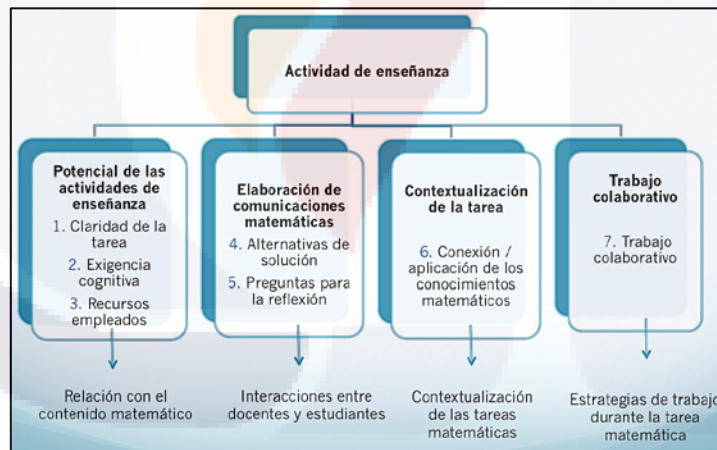 Actividad de enseñanza
Potencial de las
actividades de
enseñanza
1. Claridad de la
tarea
2. Exigencia
cognitiva
3. Recursos
empleados
Elaboración de
comunicaciones
matemáticas
4. Alternativas de
solución
5. Preguntas para
la reflexión
Contextualización
de la tarea
6. Conexión /
aplicación de los
conocimientos
matemáticos
Trabajo
colaborativo
7. Trabajo
colaborativo
Relación con el
contenido matemático
Interacciones entre
docentes y estudiantes
Contextualización
de las tareas
matemáticas
Estrategias de trabajo
durante la tarea
matemática